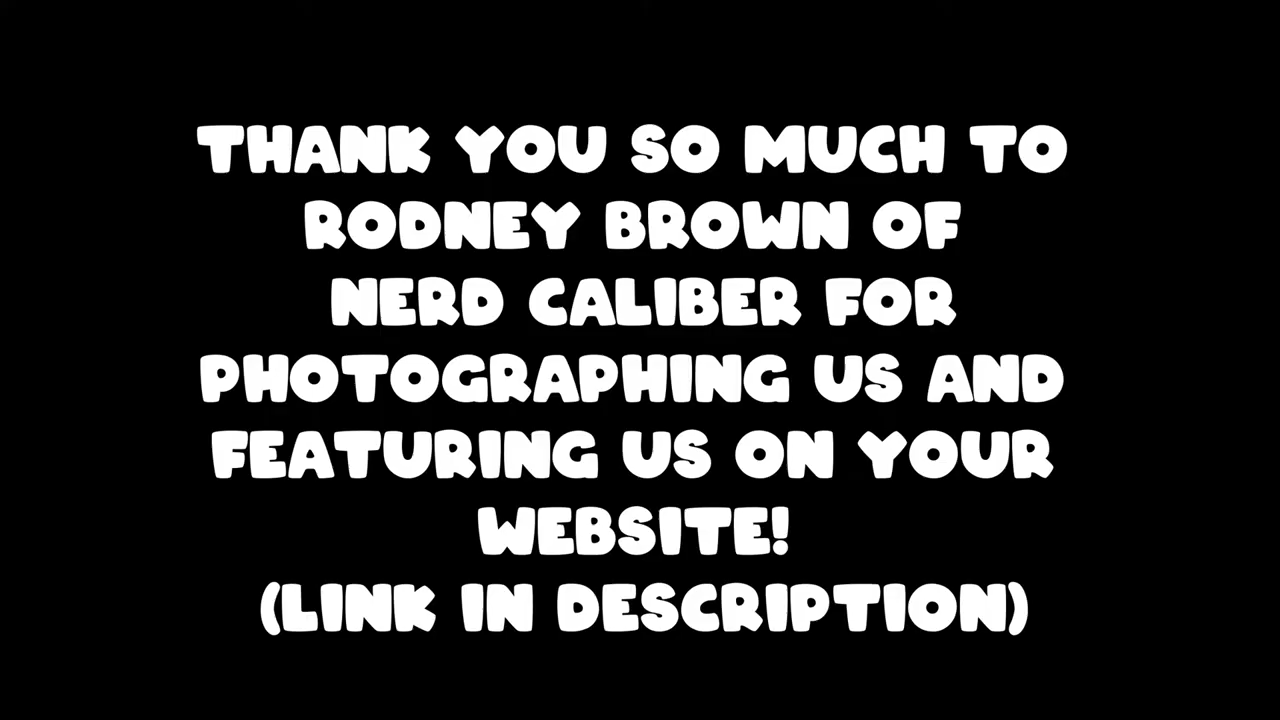 THANK YOU SO MUCH TO
RODNEY BROWN OF
NERD CALIBER FOR
PHOTOGRAPHING US AND
FEATURING US ON YOUR
WEBSITE!
(LINK IN DESCRIPTION)